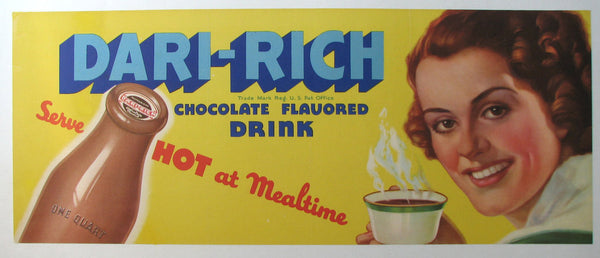 DARI-RICH
Trade Mark Reg. U.S. Pat. Office
CHOCOLATE FLAVORED
DRINK
Serve
HOT at Mealtime
ONE QUART